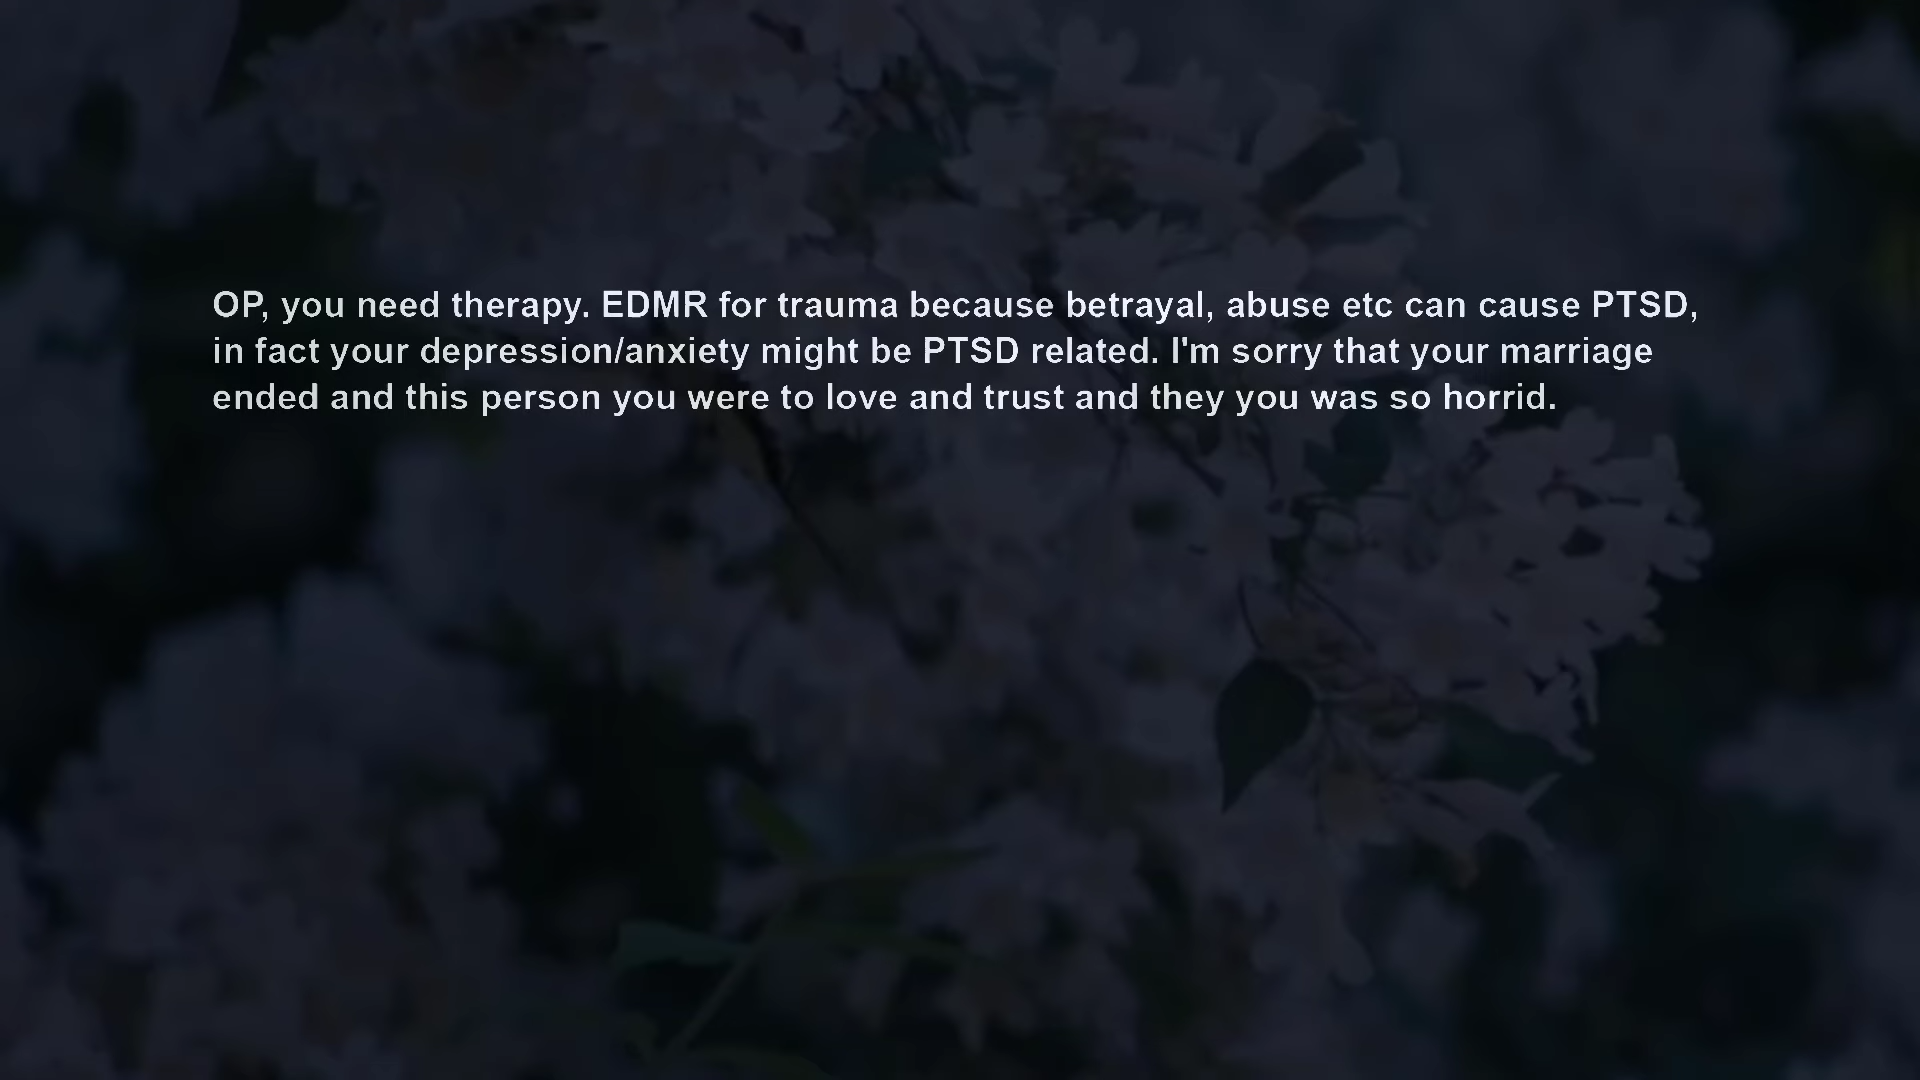 OP, you need therapy. EDMR for trauma because betrayal, abuse etc can cause PTSD,
in fact your depression/anxiety might be PTSD related. I'm sorry that your marriage
ended and this person you were to love and trust and they you was so horrid.